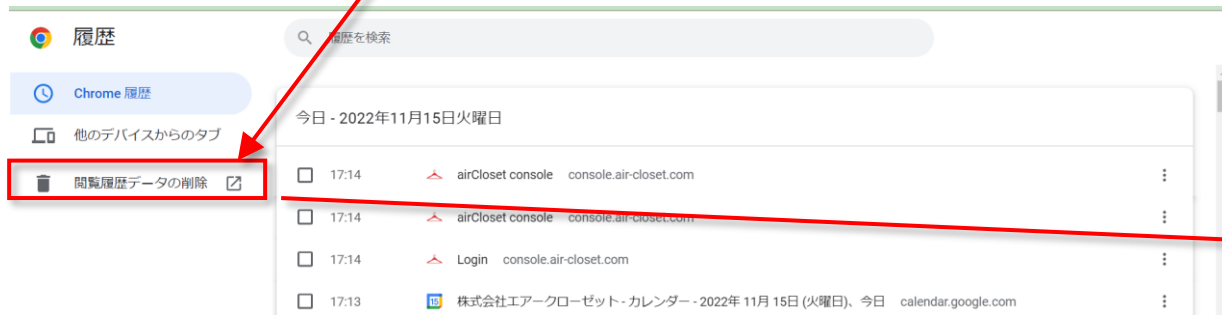 履歴
履歴を検索
Chrome 履歴
他のデバイスからのタブ
閲覧履歴データの削除
今日 - 2022年11月15日火曜日
17:14 airCloset console console.air-closet.com
17:14 airCloset console console.air-closet.com
17:14 Login console.air-closet.com
17:13 15 株式会社エアークローゼット - カレンダー - 2022年 11月 15日 (火曜日)、今日 calendar.google.com